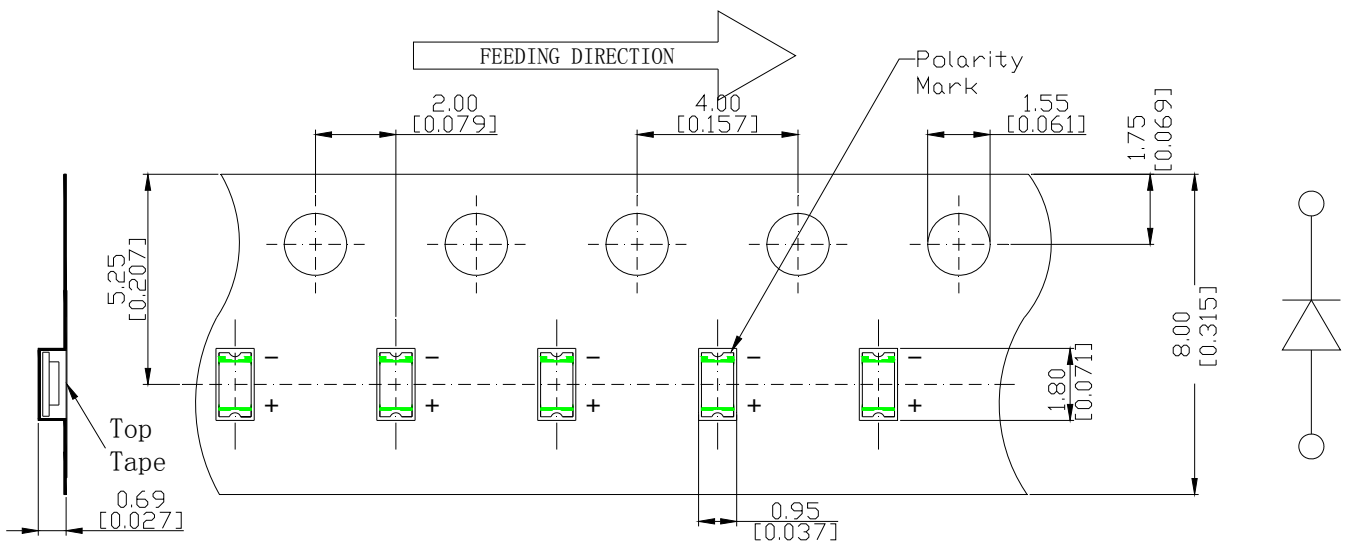 FEEDING DIRECTION
Polarity
Mark
2.00
[0.079]
4.00
[0.157]
1.55
[0.061]
1.75
[0.069]
5.25
[0.207]
8.00
[0.315]
- - - - -
+ + + + +
1.80
[0.071]
Top
Tape
0.69
[0.027]
0.95
[0.037]